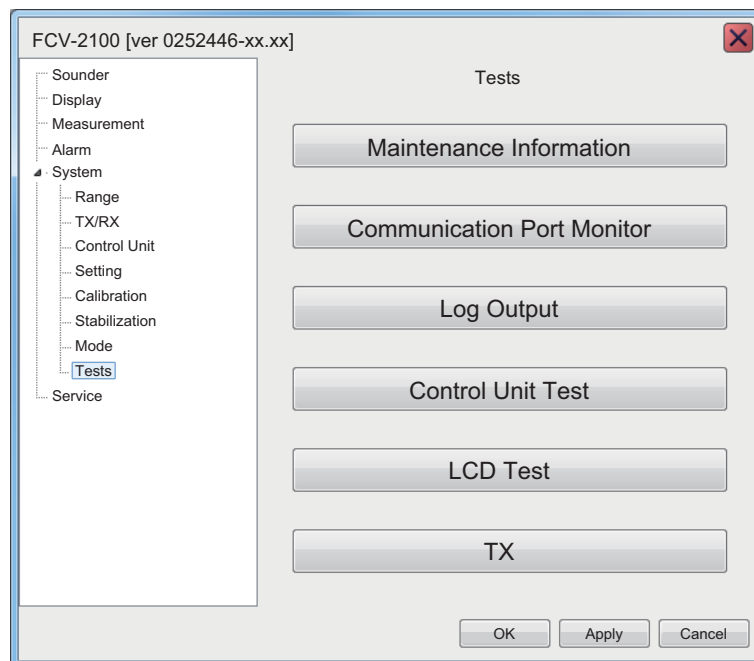 FCV-2100 [ver 0252446-xx.xx]
Sounder
Display
Measurement
Alarm
System
Range
TX/RX
Control Unit
Setting
Calibration
Stabilization
Mode
Tests
Service
Tests
Maintenance Information
Communication Port Monitor
Log Output
Control Unit Test
LCD Test
TX
OK
Apply
Cancel